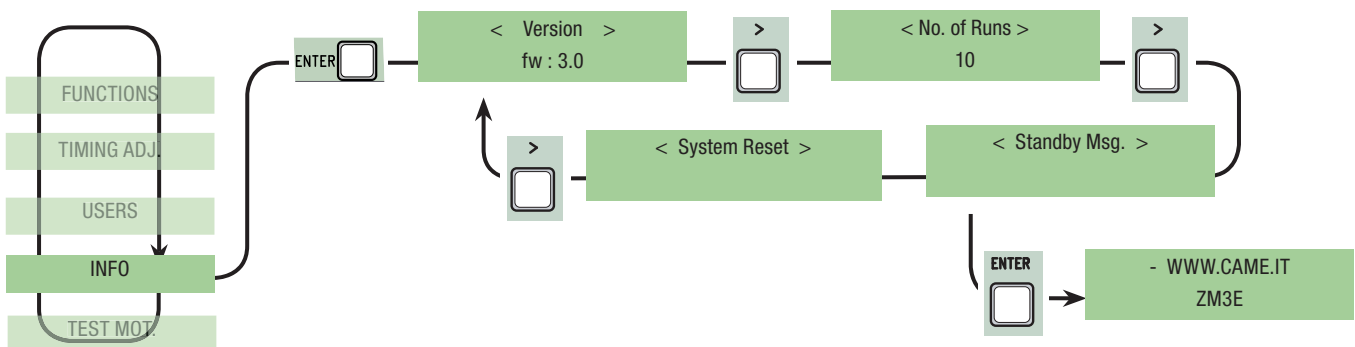 FUNCTIONS
TIMING ADJ.
USERS
INFO
TEST MOT.
ENTER
< Version >
fw : 3.0
>
< No. of Runs >
10
>
< Standby Msg. >
< System Reset >
>
ENTER
- WWW.CAME.IT
ZM3E